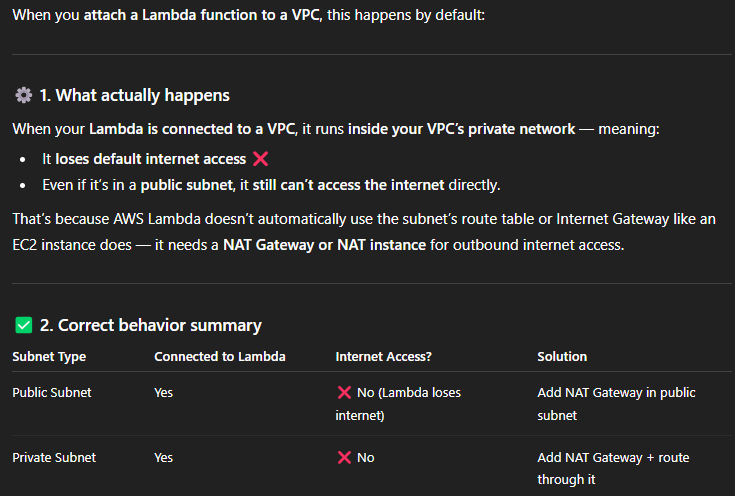 When you attach a Lambda function to a VPC, this happens by default:
⚙️ 1. What actually happens
When your Lambda is connected to a VPC, it runs inside your VPC’s private network — meaning:
• It loses default internet access ❌
• Even if it’s in a public subnet, it still can’t access the internet directly.
That’s because AWS Lambda doesn’t automatically use the subnet’s route table or Internet Gateway like an
EC2 instance does — it needs a NAT Gateway or NAT instance for outbound internet access.
✅ 2. Correct behavior summary
Subnet Type Connected to Lambda Internet Access? Solution
Public Subnet Yes ❌ No (Lambda loses Add NAT Gateway in public
internet) subnet
Private Subnet Yes ❌ No Add NAT Gateway + route
through it